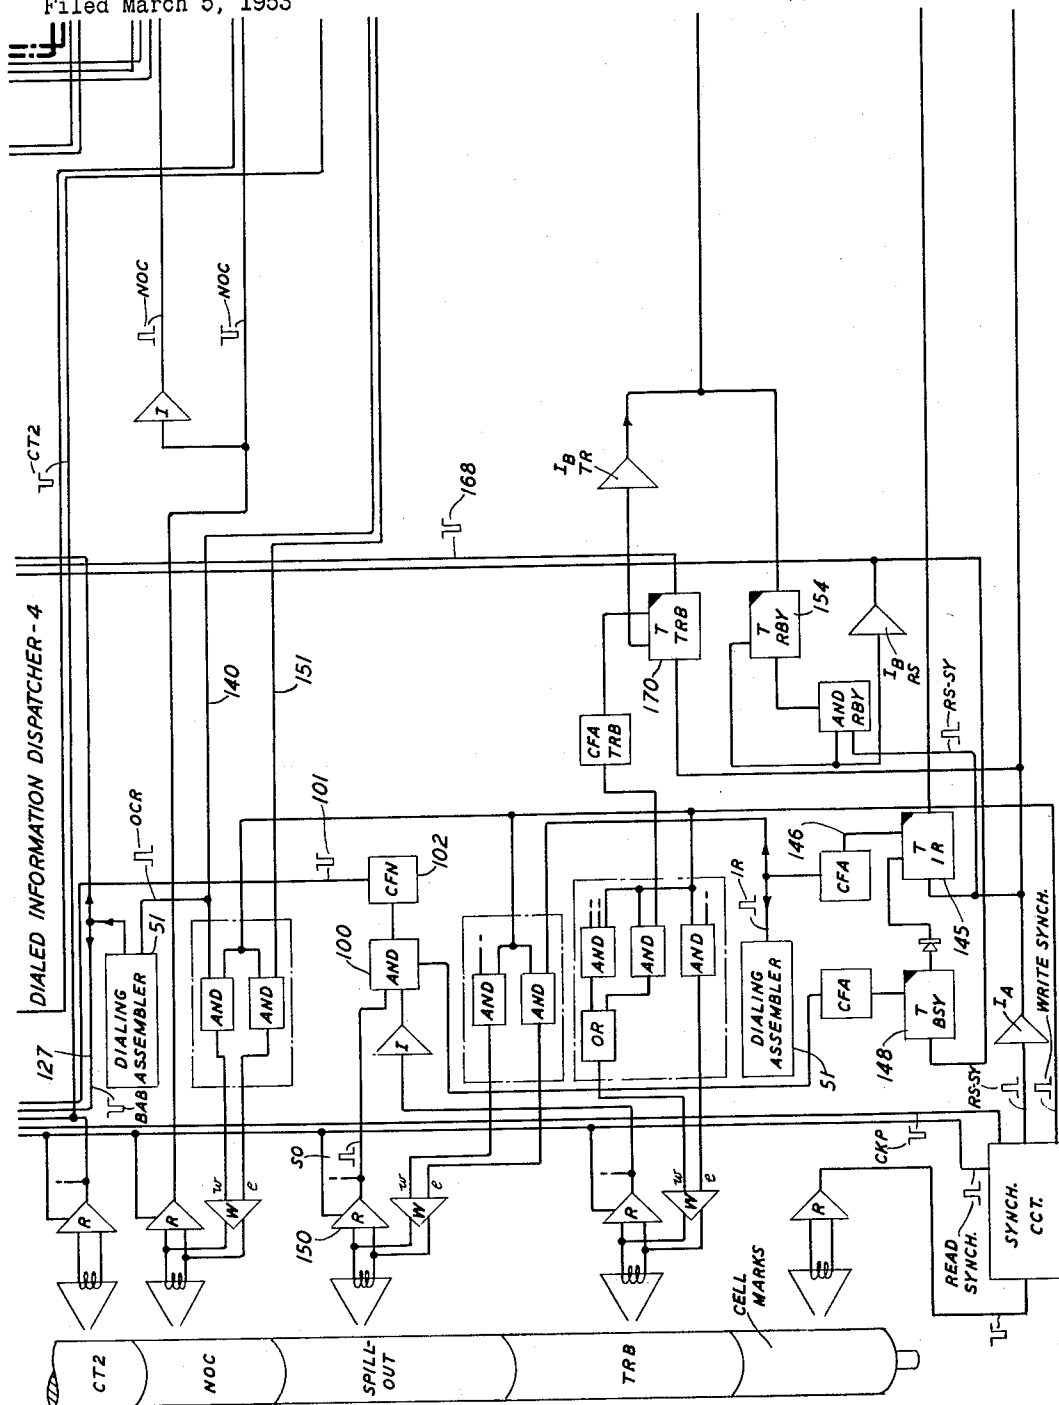 Filed March 5, 1953
DIALED INFORMATION DISPATCHER-4
CT2
NOC
NOC
I
168
I_B TR
127
BAB
DIALING ASSEMBLER
51
OCR
140
151
101
AND
AND
100
AND
CFN
102
I
SO
150
AND
AND
OR
AND
AND
AND
CFA TRB
170
T TRB
T RBY
154
AND RBY
I_B RS
RS-SY
1R
DIALING ASSEMBLER
51
CFA
146
CFA
T 1R
145
T BSY
148
I_A
RS-SY
WRITE SYNCH.
CKP
READ SYNCH.
SYNCH. CCT.
R
R
W
w
e
R
W
w
e
R
W
w
e
R
CT2
NOC
SPILL-OUT
TRB
CELL MARKS